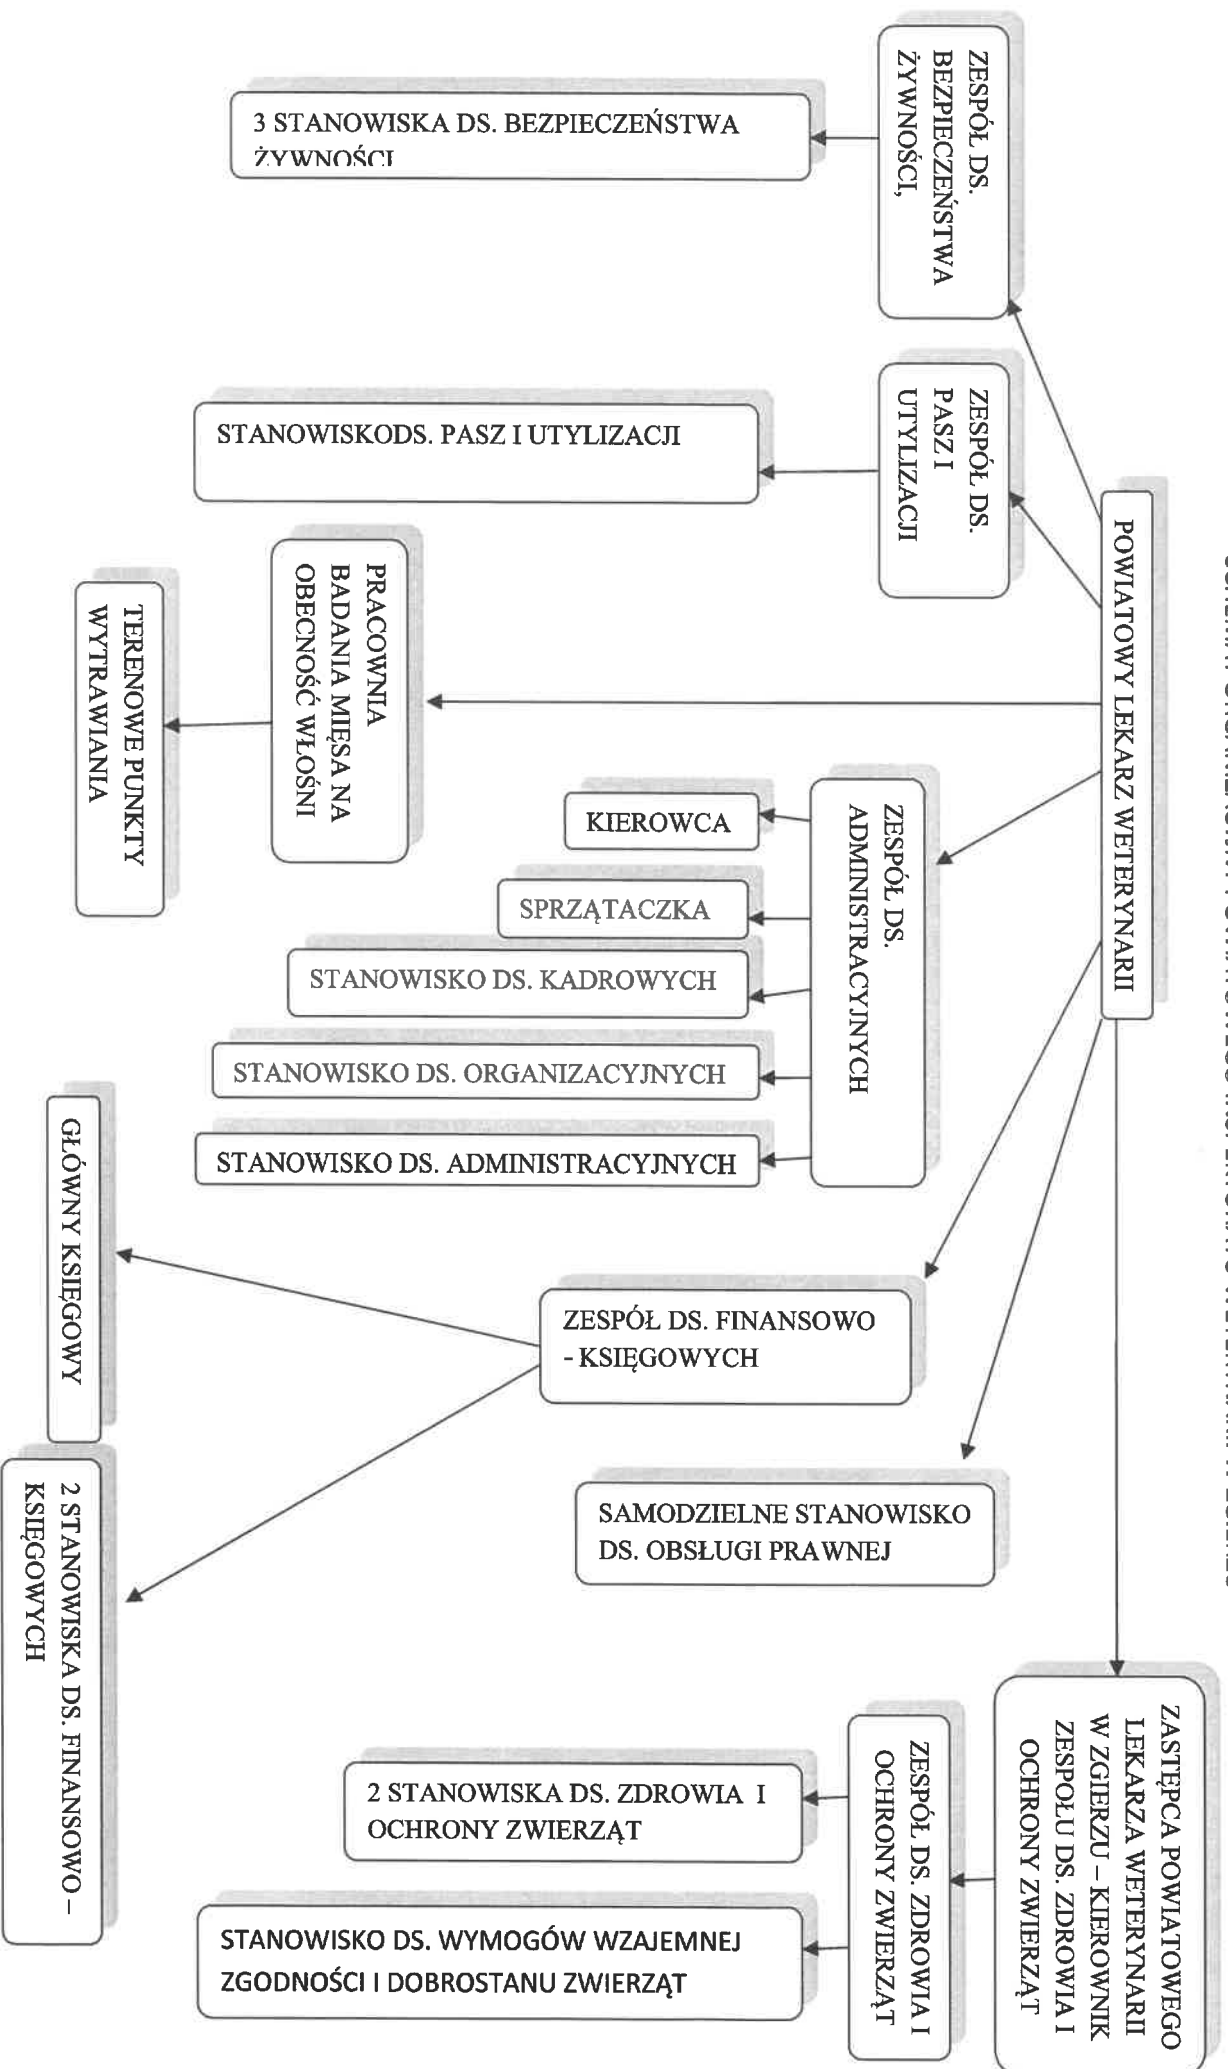 POWIATOWY LEKARZ WETERYNARII
ZESPÓŁ DS.
BEZPIECZEŃSTWA
ŻYWNOŚCI,
3 STANOWISKA DS. BEZPIECZEŃSTWA
ŻYWNOŚCI
ZESPÓŁ DS.
PASZ I
UTYLIZACJI
STANOWISKODS. PASZ I UTYLIZACJI
PRACOWNIA
BADANIA MIĘSA NA
OBECNOŚĆ WŁOŚNI
TERENOWE PUNKTY
WYTRAWIANIA
ZESPÓŁ DS.
ADMINISTRACYJNYCH
KIEROWCA
SPRZĄTACZKA
STANOWISKO DS. KADROWYCH
STANOWISKO DS. ORGANIZACYJNYCH
STANOWISKO DS. ADMINISTRACYJNYCH
ZESPÓŁ DS. FINANSOWO
- KSIĘGOWYCH
GŁÓWNY KSIĘGOWY
2 STANOWISKA DS. FINANSOWO –
KSIĘGOWYCH
SAMODZIELNE STANOWISKO
DS. OBSŁUGI PRAWNEJ
ZASTĘPCA POWIATOWEGO
LEKARZA WETERYNARII
W ZGIERZU – KIEROWNIK
ZESPOŁU DS. ZDROWIA I
OCHRONY ZWIERZĄT
ZESPÓŁ DS. ZDROWIA I
OCHRONY ZWIERZĄT
2 STANOWISKA DS. ZDROWIA I
OCHRONY ZWIERZĄT
STANOWISKO DS. WYMOGÓW WZAJEMNEJ
ZGODNOŚCI I DOBROSTANU ZWIERZĄT